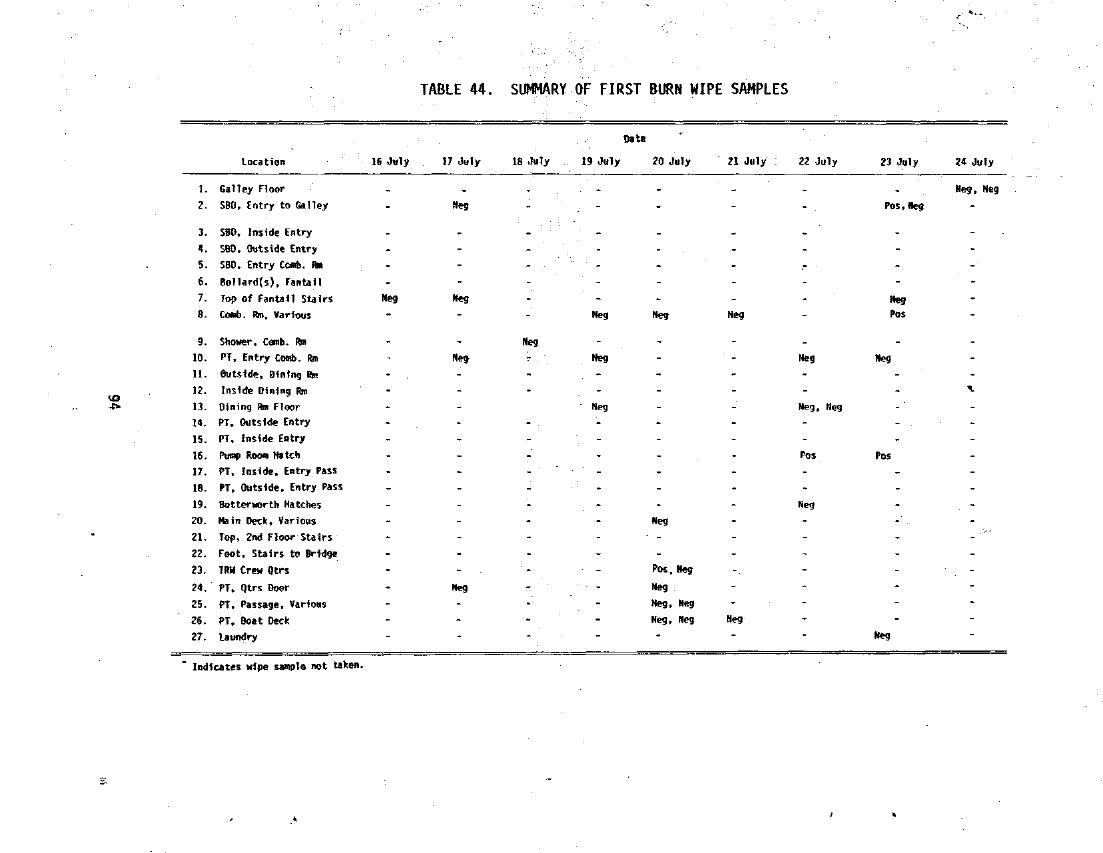 TABLE 44. SUMMARY OF FIRST BURN WIPE SAMPLES
Date
Location 16 July 17 July 18 July 19 July 20 July 21 July 22 July 23 July 24 July
1. Galley Floor - - - - - - - - Neg, Neg
2. SBD, Entry to Galley - Neg - - - - - Pos, Neg -
3. SBD, Inside Entry - - - - - - - - -
4. SBD, Outside Entry - - - - - - - - -
5. SBD, Entry Comb. Rm - - - - - - - - -
6. Bollard(s), Fantail - - - - - - - - -
7. Top of Fantail Stairs Neg Neg - - - - - Neg -
8. Comb. Rm, Various - - - Neg Neg Neg - Pos -
9. Shower, Comb. Rm - - Neg - - - - - -
10. PT, Entry Comb. Rm - Neg - Neg - - Neg Neg -
11. Outside, Dining Rm - - - - - - - - -
12. Inside Dining Rm - - - - - - - - -
13. Dining Rm Floor - - - Neg - - Neg, Neg - -
14. PT, Outside Entry - - - - - - - - -
15. PT, Inside Entry - - - - - - - - -
16. Pump Room Hatch - - - - - - Pos Pos -
17. PT, Inside, Entry Pass - - - - - - - - -
18. PT, Outside, Entry Pass - - - - - - - - -
19. Botterworth Hatches - - - - - - Neg - -
20. Main Deck, Various - - - - Neg - - - -
21. Top, 2nd Floor Stairs - - - - - - - - -
22. Foot, Stairs to Bridge - - - - - - - - -
23. TRW Crew Qtrs - - - - Pos, Neg - - - -
24. PT, Qtrs Door - Neg - - Neg - - - -
25. PT, Passage, Various - - - - Neg, Neg - - - -
26. PT, Boat Deck - - - - Neg, Neg Neg - - -
27. Laundry - - - - - - - Neg -
- Indicates wipe sample not taken.
94